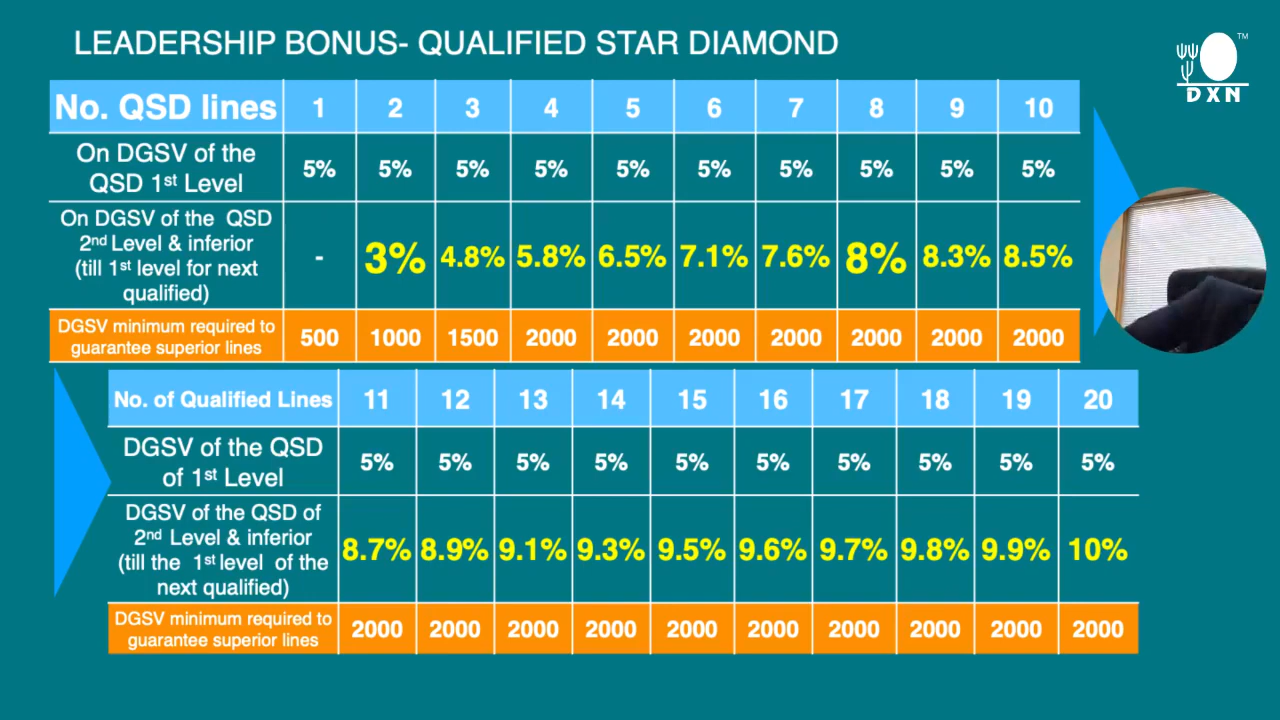 LEADERSHIP BONUS- QUALIFIED STAR DIAMOND
TM
DXN
No. QSD lines 1 2 3 4 5 6 7 8 9 10
On DGSV of the
QSD 1st Level
5% 5% 5% 5% 5% 5% 5% 5% 5% 5%
On DGSV of the QSD
2nd Level & inferior
(till 1st level for next
qualified)
- 3% 4.8% 5.8% 6.5% 7.1% 7.6% 8% 8.3% 8.5%
DGSV minimum required to
guarantee superior lines
500 1000 1500 2000 2000 2000 2000 2000 2000 2000
No. of Qualified Lines 11 12 13 14 15 16 17 18 19 20
DGSV of the QSD
of 1st Level
5% 5% 5% 5% 5% 5% 5% 5% 5% 5%
DGSV of the QSD of
2nd Level & inferior
(till the 1st level of the
next qualified)
8.7% 8.9% 9.1% 9.3% 9.5% 9.6% 9.7% 9.8% 9.9% 10%
DGSV minimum required to
guarantee superior lines
2000 2000 2000 2000 2000 2000 2000 2000 2000 2000